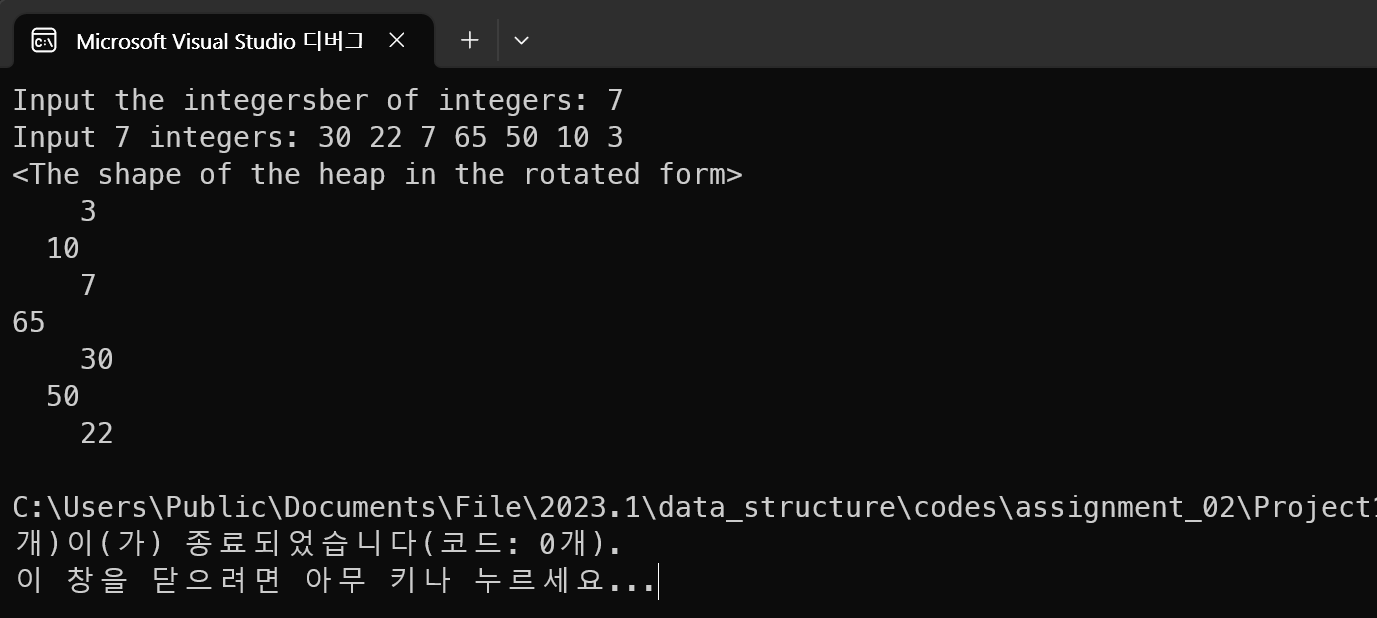 Microsoft Visual Studio 디버그
Input the integersber of integers: 7
Input 7 integers: 30 22 7 65 50 10 3
<The shape of the heap in the rotated form>
    3
  10
    7
65
    30
  50
    22
C:\Users\Public\Documents\File\2023.1\data_structure\codes\assignment_02\Project1
개)이(가) 종료되었습니다(코드: 0개).
이 창을 닫으려면 아무 키나 누르세요...